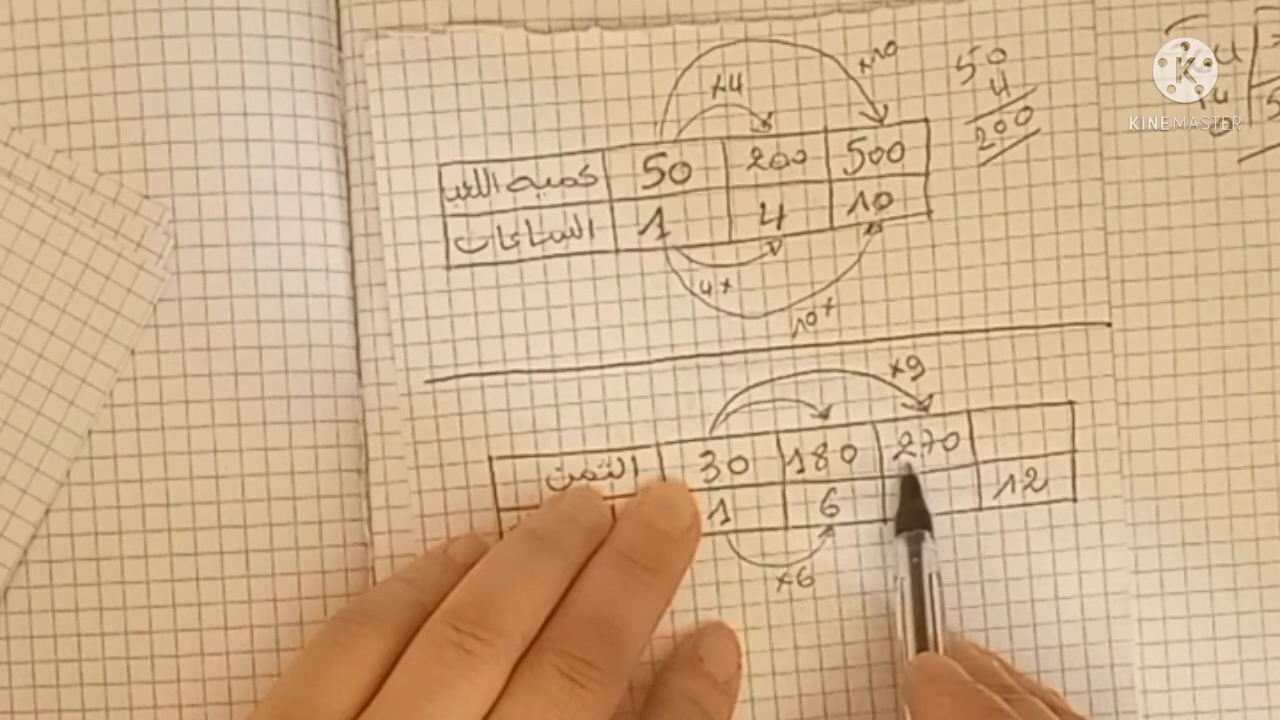 ×10
×4
50
4
200
كمية اللبن 50 200 500
الساعات 1 4 10
4×
10×
×9
الثمن 30 180 270
1 6 12
×6
K
KINEMASTER